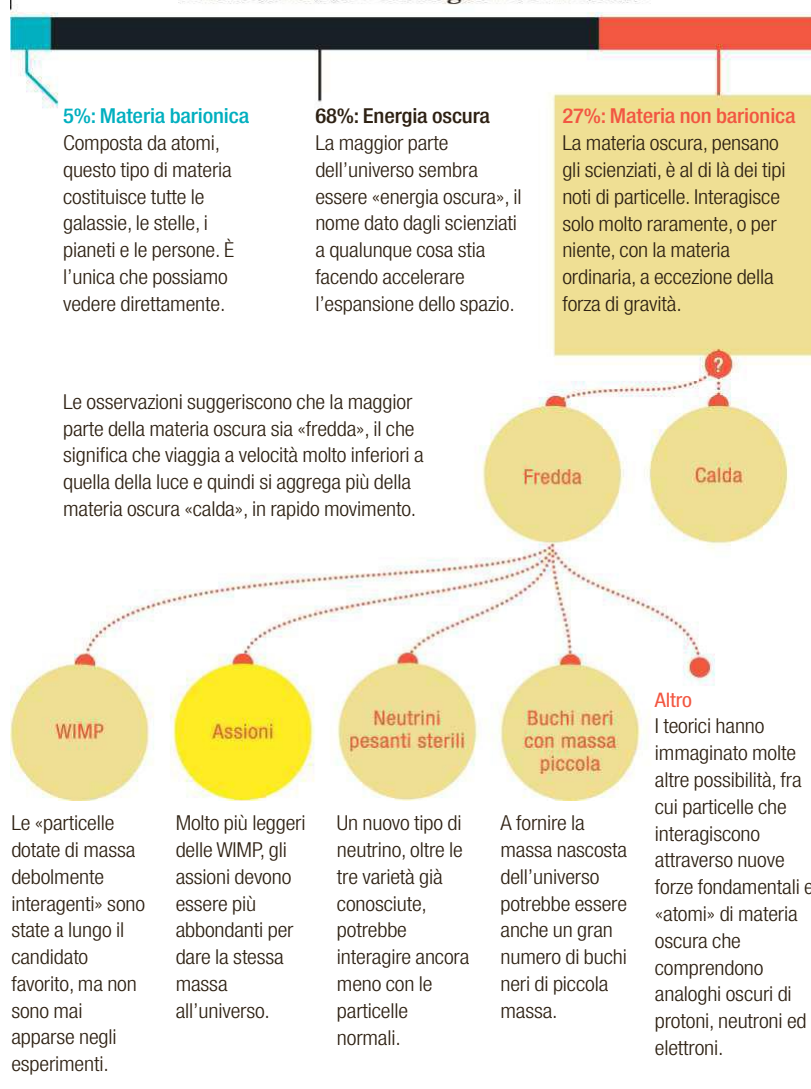 5%: Materia barionica
Composta da atomi,
questo tipo di materia
costituisce tutte le
galassie, le stelle, i
pianeti e le persone. È
l'unica che possiamo
vedere direttamente.
68%: Energia oscura
La maggior parte
dell'universo sembra
essere «energia oscura», il
nome dato dagli scienziati
a qualunque cosa stia
facendo accelerare
l'espansione dello spazio.
27%: Materia non barionica
La materia oscura, pensano
gli scienziati, è al di là dei tipi
noti di particelle. Interagisce
solo molto raramente, o per
niente, con la materia
ordinaria, a eccezione della
forza di gravità.
?
Le osservazioni suggeriscono che la maggior
parte della materia oscura sia «fredda», il che
significa che viaggia a velocità molto inferiori a
quella della luce e quindi si aggrega più della
materia oscura «calda», in rapido movimento.
Fredda
Calda
WIMP
Le «particelle
dotate di massa
debolmente
interagenti» sono
state a lungo il
candidato
favorito, ma non
sono mai
apparse negli
esperimenti.
Assioni
Molto più leggeri
delle WIMP, gli
assioni devono
essere più
abbondanti per
dare la stessa
massa
all'universo.
Neutrini
pesanti sterili
Un nuovo tipo di
neutrino, oltre le
tre varietà già
conosciute,
potrebbe
interagire ancora
meno con le
particelle
normali.
Buchi neri
con massa
piccola
A fornire la
massa nascosta
dell'universo
potrebbe essere
anche un gran
numero di buchi
neri di piccola
massa.
Altro
I teorici hanno
immaginato molte
altre possibilità, fra
cui particelle che
interagiscono
attraverso nuove
forze fondamentali e
«atomi» di materia
oscura che
comprendono
analoghi oscuri di
protoni, neutroni ed
elettroni.